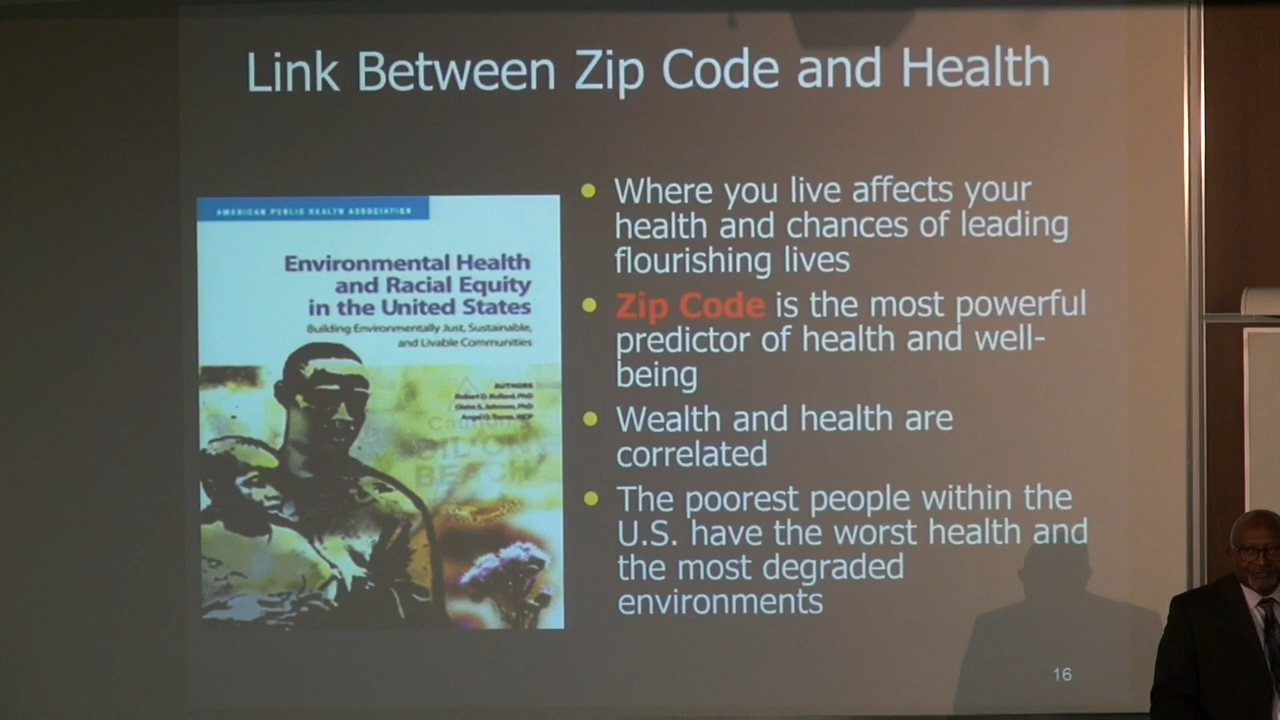 Link Between Zip Code and Health
AMERICAN PUBLIC HEALTH ASSOCIATION
Environmental Health
and Racial Equity
in the United States
Building Environmentally Just, Sustainable,
and Livable Communities
AUTHORS
Robert D. Bullard, PhD
Glenn S. Johnson, PhD
Angel O. Torres, MCP
Where you live affects your
health and chances of leading
flourishing lives
Zip Code is the most powerful
predictor of health and well-
being
Wealth and health are
correlated
The poorest people within the
U.S. have the worst health and
the most degraded
environments
16